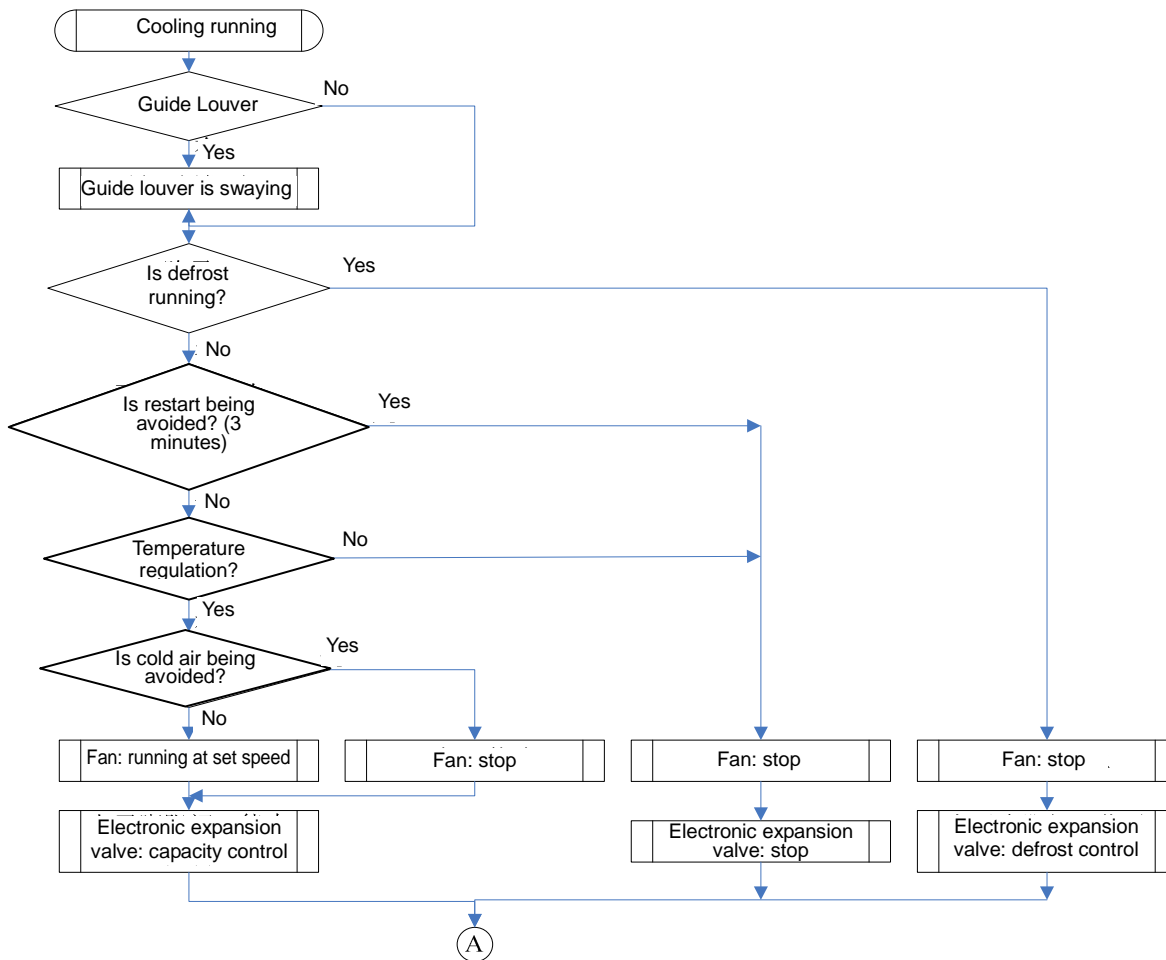 Cooling running
Guide Louver
No
Yes
Guide louver is swaying
Is defrost
running?
Yes
No
Is restart being
avoided? (3
minutes)
Yes
No
Temperature
regulation?
No
Yes
Is cold air being
avoided?
Yes
No
Fan: running at set speed
Fan: stop
Fan: stop
Fan: stop
Electronic expansion
valve: capacity control
Electronic expansion
valve: stop
Electronic expansion
valve: defrost control
A